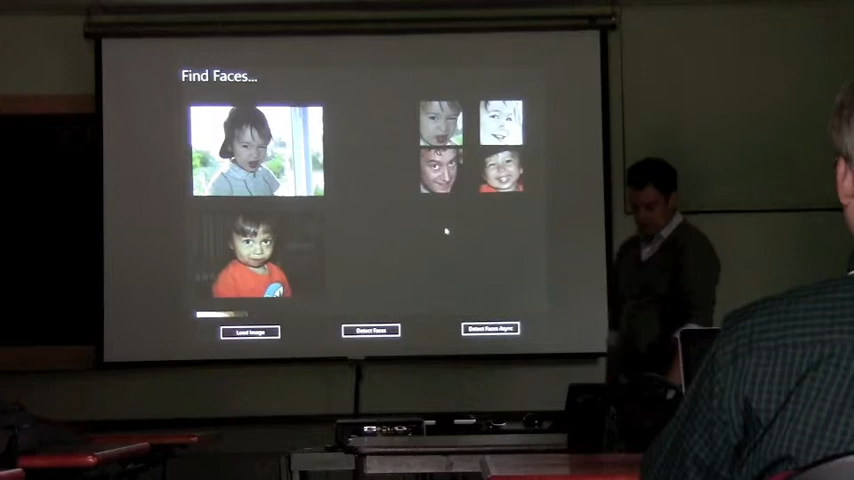 Find Faces...
Load Image
Detect Faces
Detect Faces Async